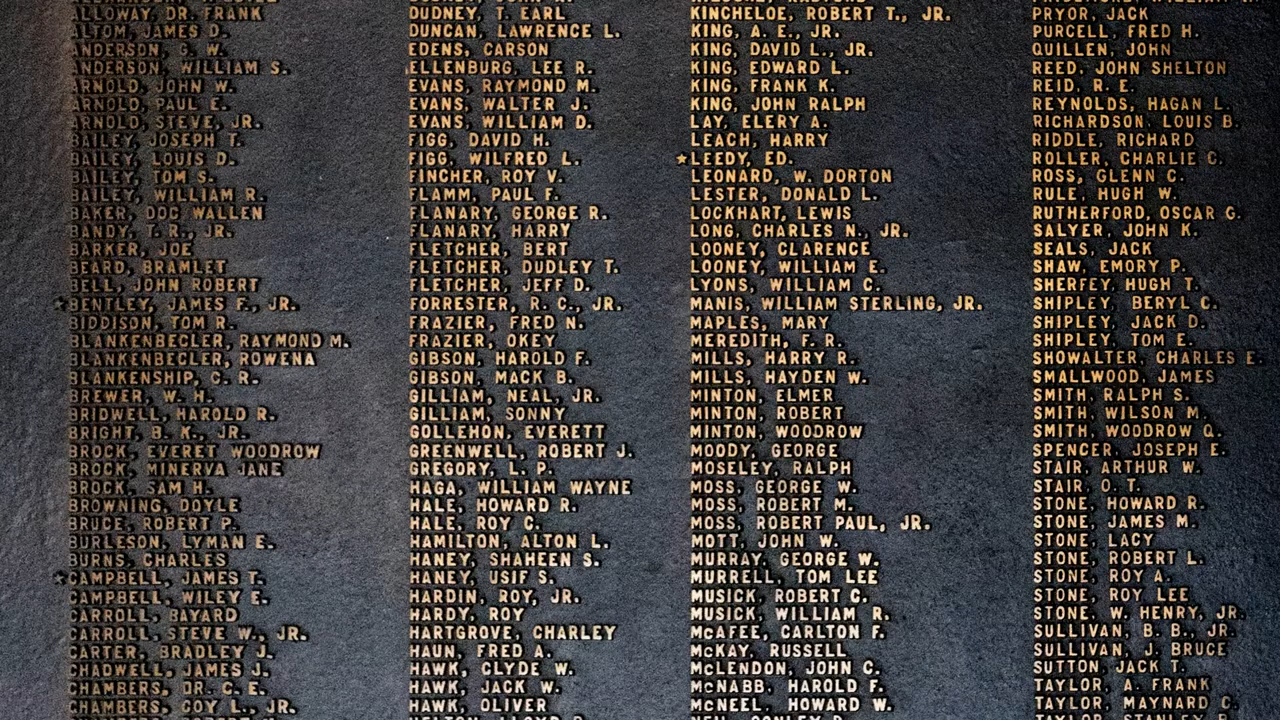 ALLOWAY, DR. FRANK
ALTOM, JAMES D.
ANDERSON, G. W.
ANDERSON, WILLIAM S.
ARNOLD, JOHN W.
ARNOLD, PAUL E.
ARNOLD, STEVE, JR.
BAILEY, JOSEPH T.
BAILEY, LOUIS D.
BAILEY, TOM S.
BAILEY, WILLIAM R.
BAKER, DOC WALLEN
BANDY, T. R., JR.
BARKER, JOE
BEARD, BRAMLET
BELL, JOHN ROBERT
★BENTLEY, JAMES F., JR.
BIDDISON, TOM R.
BLANKENBECLER, RAYMOND M.
BLANKENBECLER, ROWENA
BLANKENSHIP, C. R.
BREWER, W. H.
BRIDWELL, HAROLD R.
BRIGHT, B. K., JR.
BROCK, EVERET WOODROW
BROCK, MINERVA JANE
BROCK, SAM H.
BROWNING, DOYLE
BRUCE, ROBERT P.
BURLESON, LYMAN E.
BURNS, CHARLES
★CAMPBELL, JAMES T.
CAMPBELL, WILEY E.
CARROLL, BAYARD
CARROLL, STEVE W., JR.
CARTER, BRADLEY J.
CHADWELL, JAMES J.
CHAMBERS, DR. C. E.
CHAMBERS, COY L., JR.
DUDNEY, T. EARL
DUNCAN, LAWRENCE L.
EDENS, CARSON
ELLENBURG, LEE R.
EVANS, RAYMOND M.
EVANS, WALTER J.
EVANS, WILLIAM D.
FIGG, DAVID H.
FIGG, WILFRED L.
FINCHER, ROY V.
FLAMM, PAUL F.
FLANARY, GEORGE R.
FLANARY, HARRY
FLETCHER, BERT
FLETCHER, DUDLEY T.
FLETCHER, JEFF D.
FORRESTER, R. C., JR.
FRAZIER, FRED N.
FRAZIER, OKEY
GIBSON, HAROLD F.
GIBSON, MACK B.
GILLIAM, NEAL, JR.
GILLIAM, SONNY
GOLLEHON, EVERETT
GREENWELL, ROBERT J.
GREGORY, L. P.
HAGA, WILLIAM WAYNE
HALE, HOWARD R.
HALE, ROY C.
HAMILTON, ALTON L.
HANEY, SHAHEEN S.
HANEY, USIF S.
HARDIN, ROY, JR.
HARDY, ROY
HARTGROVE, CHARLEY
HAUN, FRED A.
HAWK, CLYDE W.
HAWK, JACK W.
HAWK, OLIVER
KINCHELOE, ROBERT T., JR.
KING, A. E., JR.
KING, DAVID L., JR.
KING, EDWARD L.
KING, FRANK K.
KING, JOHN RALPH
LAY, ELERY A.
LEACH, HARRY
★LEEDY, ED.
LEONARD, W. DORTON
LESTER, DONALD L.
LOCKHART, LEWIS
LONG, CHARLES N., JR.
LOONEY, CLARENCE
LOONEY, WILLIAM E.
LYONS, WILLIAM C.
MANIS, WILLIAM STERLING, JR.
MAPLES, MARY
MEREDITH, F. R.
MILLS, HARRY R.
MILLS, HAYDEN W.
MINTON, ELMER
MINTON, ROBERT
MINTON, WOODROW
MOODY, GEORGE
MOSELEY, RALPH
MOSS, GEORGE W.
MOSS, ROBERT M.
MOSS, ROBERT PAUL, JR.
MOTT, JOHN W.
MURRAY, GEORGE W.
MURRELL, TOM LEE
MUSICK, ROBERT C.
MUSICK, WILLIAM R.
McAFEE, CARLTON F.
McKAY, RUSSELL
McLENDON, JOHN C.
McNABB, HAROLD F.
McNEEL, HOWARD W.
PRYOR, JACK
PURCELL, FRED H.
QUILLEN, JOHN
REED, JOHN SHELTON
REID, R. E.
REYNOLDS, HAGAN L.
RICHARDSON, LOUIS B.
RIDDLE, RICHARD
ROLLER, CHARLIE C.
ROSS, GLENN C.
RULE, HUGH W.
RUTHERFORD, OSCAR G.
SALYER, JOHN K.
SEALS, JACK
SHAW, EMORY P.
SHERFEY, HUGH T.
SHIPLEY, BERYL C.
SHIPLEY, JACK D.
SHIPLEY, TOM E.
SHOWALTER, CHARLES E.
SMALLWOOD, JAMES
SMITH, RALPH S.
SMITH, WILSON M.
SMITH, WOODROW Q.
SPENCER, JOSEPH E.
STAIR, ARTHUR W.
STAIR, O. T.
STONE, HOWARD R.
STONE, JAMES M.
STONE, LACY
STONE, ROBERT L.
STONE, ROY A.
STONE, ROY LEE
STONE, W. HENRY, JR.
SULLIVAN, B. B., JR.
SULLIVAN, J. BRUCE
SUTTON, JACK T.
TAYLOR, A. FRANK
TAYLOR, MAYNARD C.